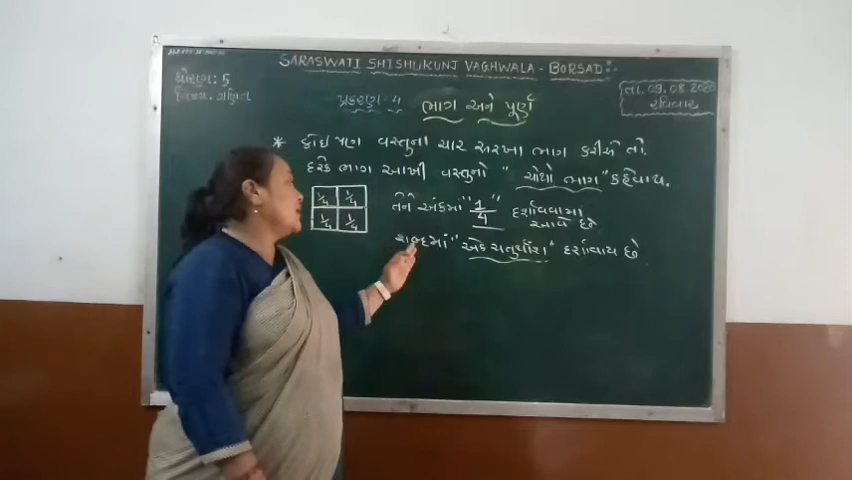 SARASWATI SHISHUKUNJ VAGHWALA - BORSAD
ધોરણ: 5
વિષય. ગણિત
પ્રકરણ - 4
ભાગ અને પૂર્ણ
તા. 09.08.2020
રવિવાર
* કોઈ પણ વસ્તુના ચાર સરખા ભાગ કરીએ તો.
દરેક ભાગ આખી વસ્તુનો "ચોથો ભાગ" કહેવાય.
1/4 1/4
1/4 1/4
તેને અંકમાં "1/4" દર્શાવવામાં
આવે છે
શબ્દમાં "એક ચતુર્થાંશ" દર્શાવાય છે